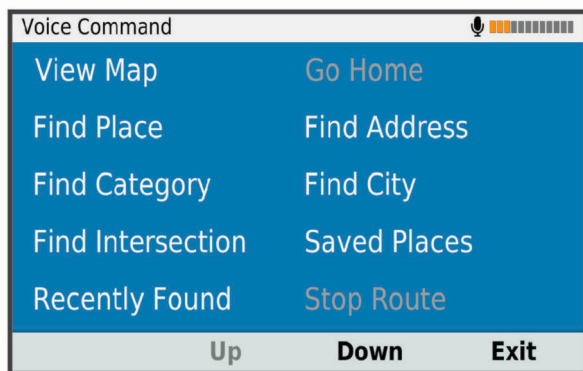 Voice Command
View Map Go Home
Find Place Find Address
Find Category Find City
Find Intersection Saved Places
Recently Found Stop Route
Up Down Exit